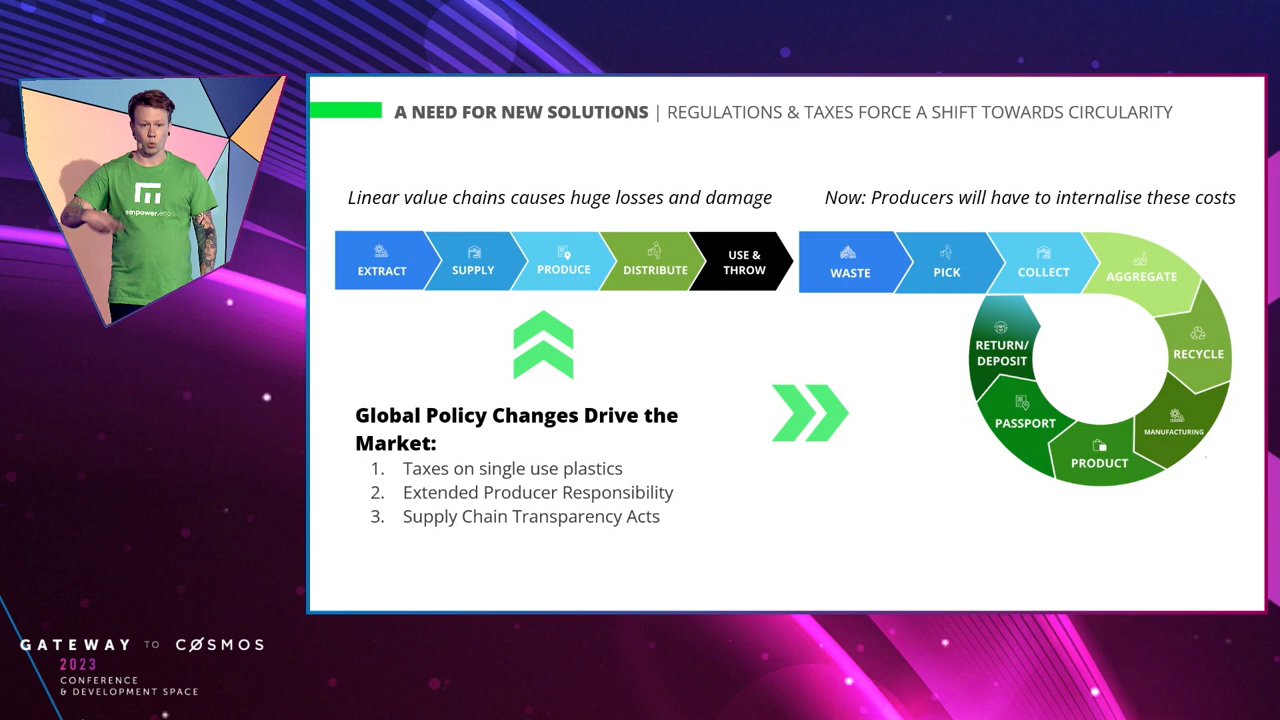 A NEED FOR NEW SOLUTIONS | REGULATIONS & TAXES FORCE A SHIFT TOWARDS CIRCULARITY
Linear value chains causes huge losses and damage
Now: Producers will have to internalise these costs
EXTRACT
SUPPLY
PRODUCE
DISTRIBUTE
USE &
THROW
WASTE
PICK
COLLECT
AGGREGATE
RECYCLE
MANUFACTURING
PRODUCT
PASSPORT
RETURN/
DEPOSIT
Global Policy Changes Drive the
Market:
1. Taxes on single use plastics
2. Extended Producer Responsibility
3. Supply Chain Transparency Acts
empower.eco
GATEWAY TO CØSMOS
2023
CONFERENCE
& DEVELOPMENT SPACE